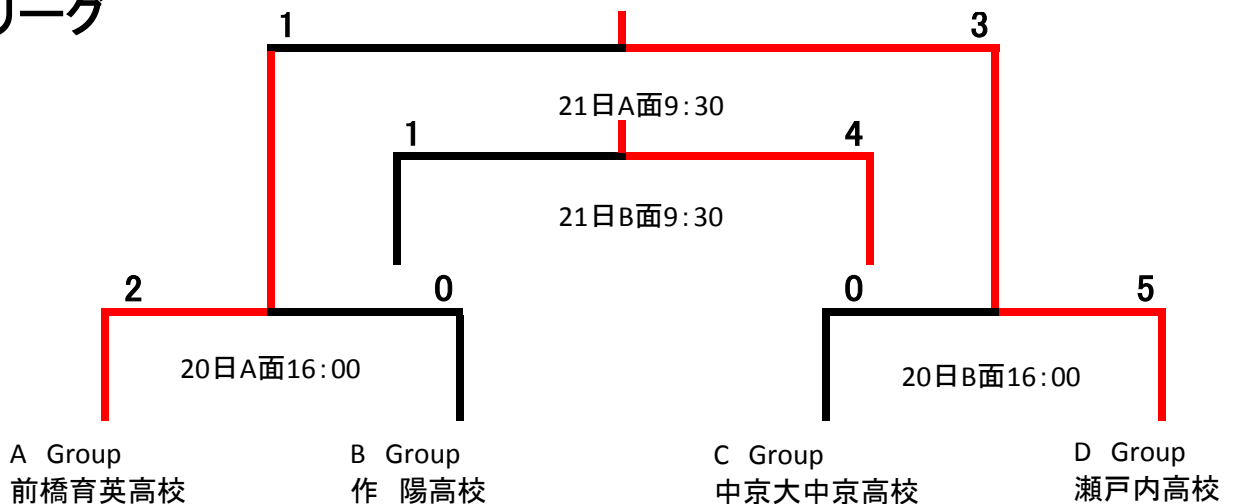 リーグ
1 3
21日A面9:30
1 4
21日B面9:30
2 0 0 5
20日A面16:00 20日B面16:00
A Group B Group C Group D Group
前橋育英高校 作 陽高校 中京大中京高校 瀬戸内高校